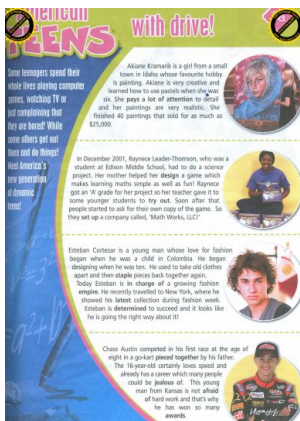 American
TEENS
with drive!
Some teenagers spend their
whole lives playing computer
games, watching TV or
just complaining that
they are bored! While
some others get out
there and do things!
Meet America's
new generation
of dynamic
teens!
Akiane Kramarik is a girl from a small
town in Idaho whose favourite hobby
is painting. Akiane is very creative and
learned how to use pastels when she was
six. She pays a lot of attention to detail
and her paintings are very realistic. She
finished 40 paintings that sold for as much as
$25,000.
In December 2001, Raynece Leader-Thomson, who was
a student at Edison Middle School, had to do a science
project. Her mother helped her design a game which
makes learning maths simple as well as fun! Raynece
got an 'A' grade for her project so her teacher gave it to
some younger students to try out. Soon after that
people started to ask for their own copy of the game. So
they set up a company called, 'Math Works, LLC!'
Esteban Cortezar is a young man whose love for fashion
began when he was a child in Colombia. He began
designing when he was ten. He used to take old clothes
apart and then staple pieces back together again.
Today Esteban is in charge of a growing fashion
empire. He recently travelled to New York, where he
showed his latest collection during fashion week.
Esteban is determined to succeed and it looks like
he is going the right way about it!
Chase Austin competed in his first race at the age of
eight in a go-kart pieced together by his father.
The 16-year-old certainly loves speed and
already has a career which many people
could be jealous of. This young
man from Kansas is not afraid
of hard work and that's why
he has won so many
awards.